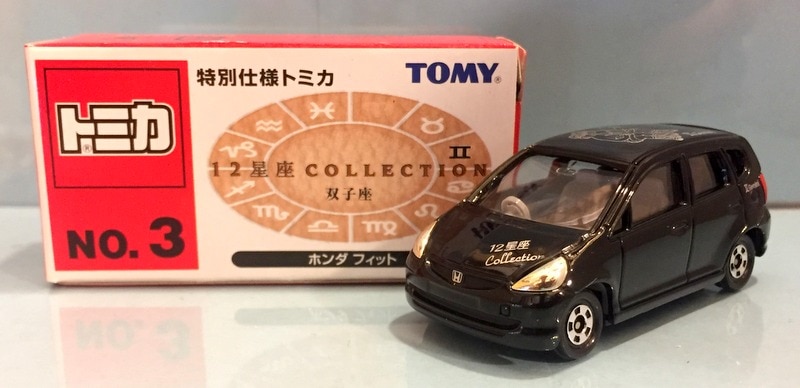 特別仕様トミカ
TOMY®
トミカ®
II
12星座 COLLECTION
双子座
NO. 3
ホンダ フィット
12星座
Collection